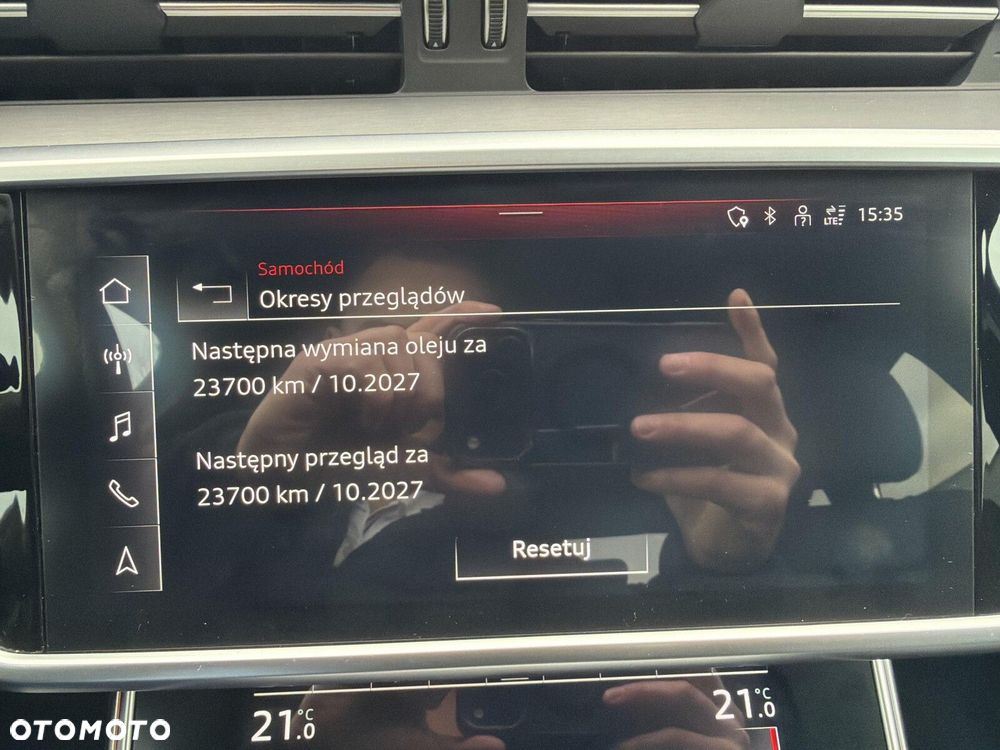 LTE 15:35
Samochód
Okresy przeglądów
Następna wymiana oleju za
23700 km / 10.2027
Następny przegląd za
23700 km / 10.2027
Resetuj
21.0 °C
21.0 °C
OTOMOTO